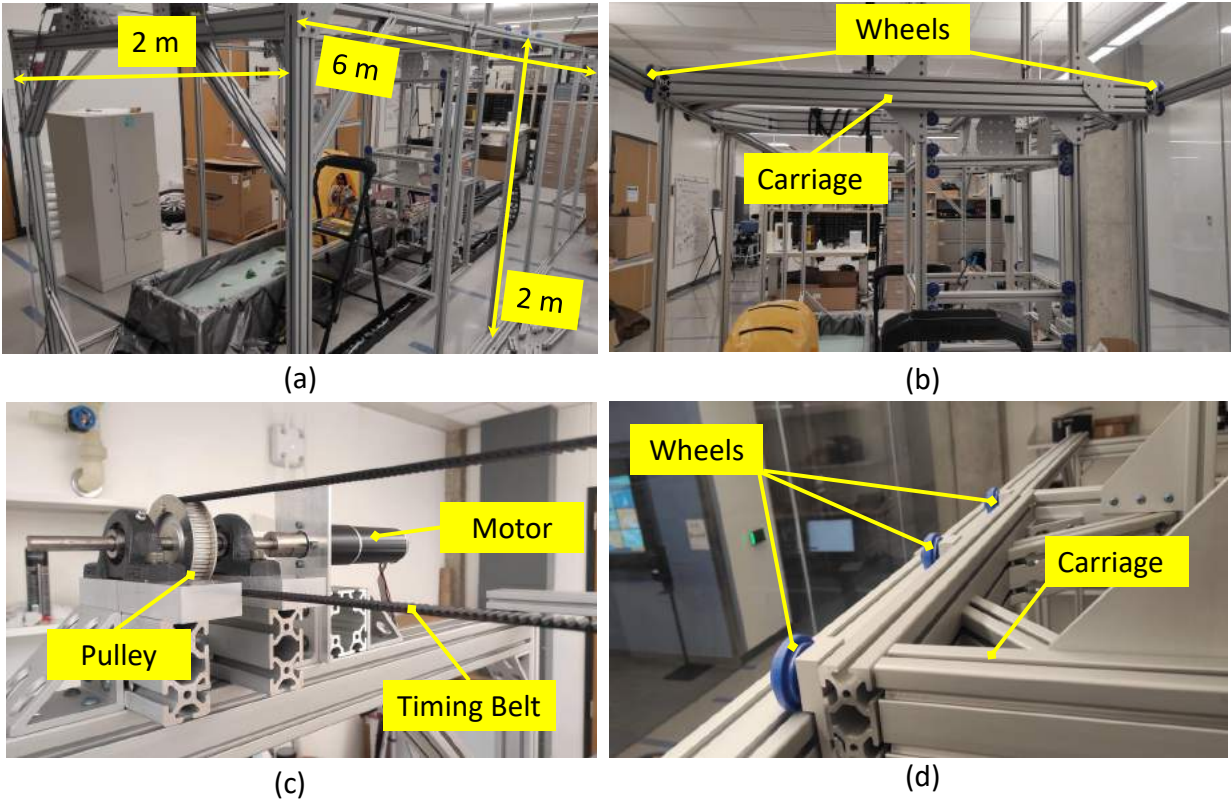 2 m
6 m
2 m
(a)
Wheels
Carriage
(b)
Motor
Pulley
Timing Belt
(c)
Wheels
Carriage
(d)